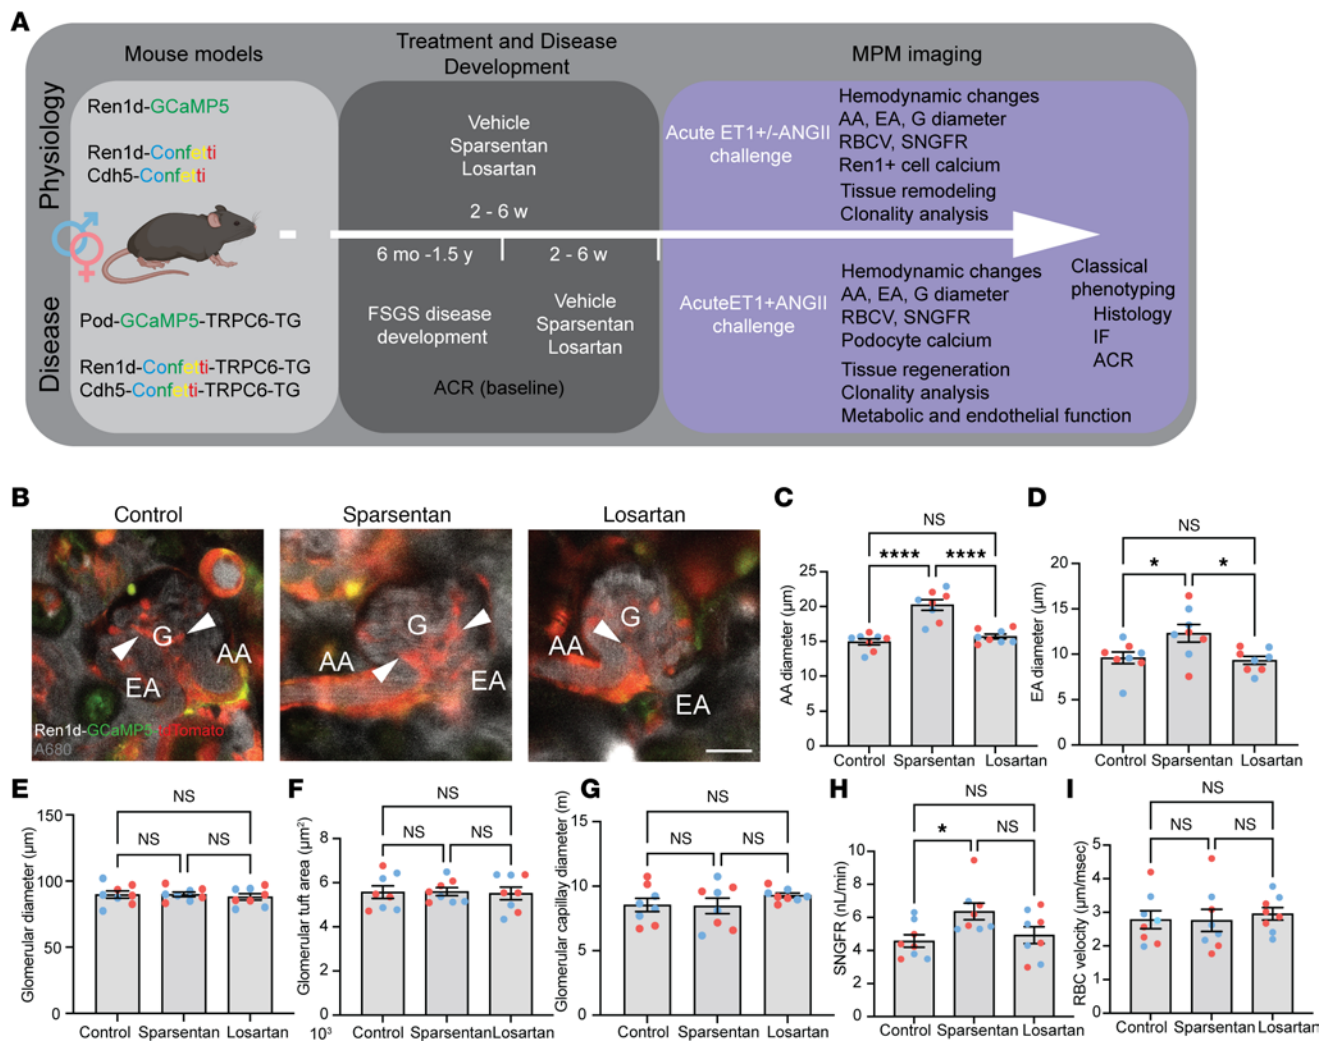 A
Mouse models
Treatment and Disease
Development
MPM imaging
Physiology
Ren1d-GCaMP5
Ren1d-Confetti
Cdh5-Confetti
Vehicle
Sparsentan
Losartan
2 - 6 w
Acute ET1+/-ANGII
challenge
Hemodynamic changes
AA, EA, G diameter
RBCV, SNGFR
Ren1+ cell calcium
Tissue remodeling
Clonality analysis
Disease
Pod-GCaMP5-TRPC6-TG
Ren1d-Confetti-TRPC6-TG
Cdh5-Confetti-TRPC6-TG
6 mo -1.5 y
2 - 6 w
FSGS disease
development
Vehicle
Sparsentan
Losartan
ACR (baseline)
AcuteET1+ANGII
challenge
Hemodynamic changes
AA, EA, G diameter
RBCV, SNGFR
Podocyte calcium
Tissue regeneration
Clonality analysis
Metabolic and endothelial function
Classical
phenotyping
Histology
IF
ACR
B
Control
Sparsentan
Losartan
G
AA
EA
Ren1d-GCaMP5-tdTomato
A680
G
AA
EA
G
AA
EA
C
NS
**** ****
AA diameter (µm)
25
20
15
10
5
0
Control Sparsentan Losartan
D
NS
* *
EA diameter (µm)
20
15
10
5
0
Control Sparsentan Losartan
E
NS
NS NS
Glomerular diameter (µm)
150
100
50
0
Control Sparsentan Losartan
F
NS
NS NS
Glomerular tuft area (µm²)
8
6
4
2
0
10³
Control Sparsentan Losartan
G
NS
NS NS
Glomerular capillay diameter (m)
15
10
5
0
Control Sparsentan Losartan
H
NS
* NS
SNGFR (nL/min)
10
8
6
4
2
0
Control Sparsentan Losartan
I
NS
NS NS
RBC velocity (µm/msec)
5
4
3
2
1
0
Control Sparsentan Losartan